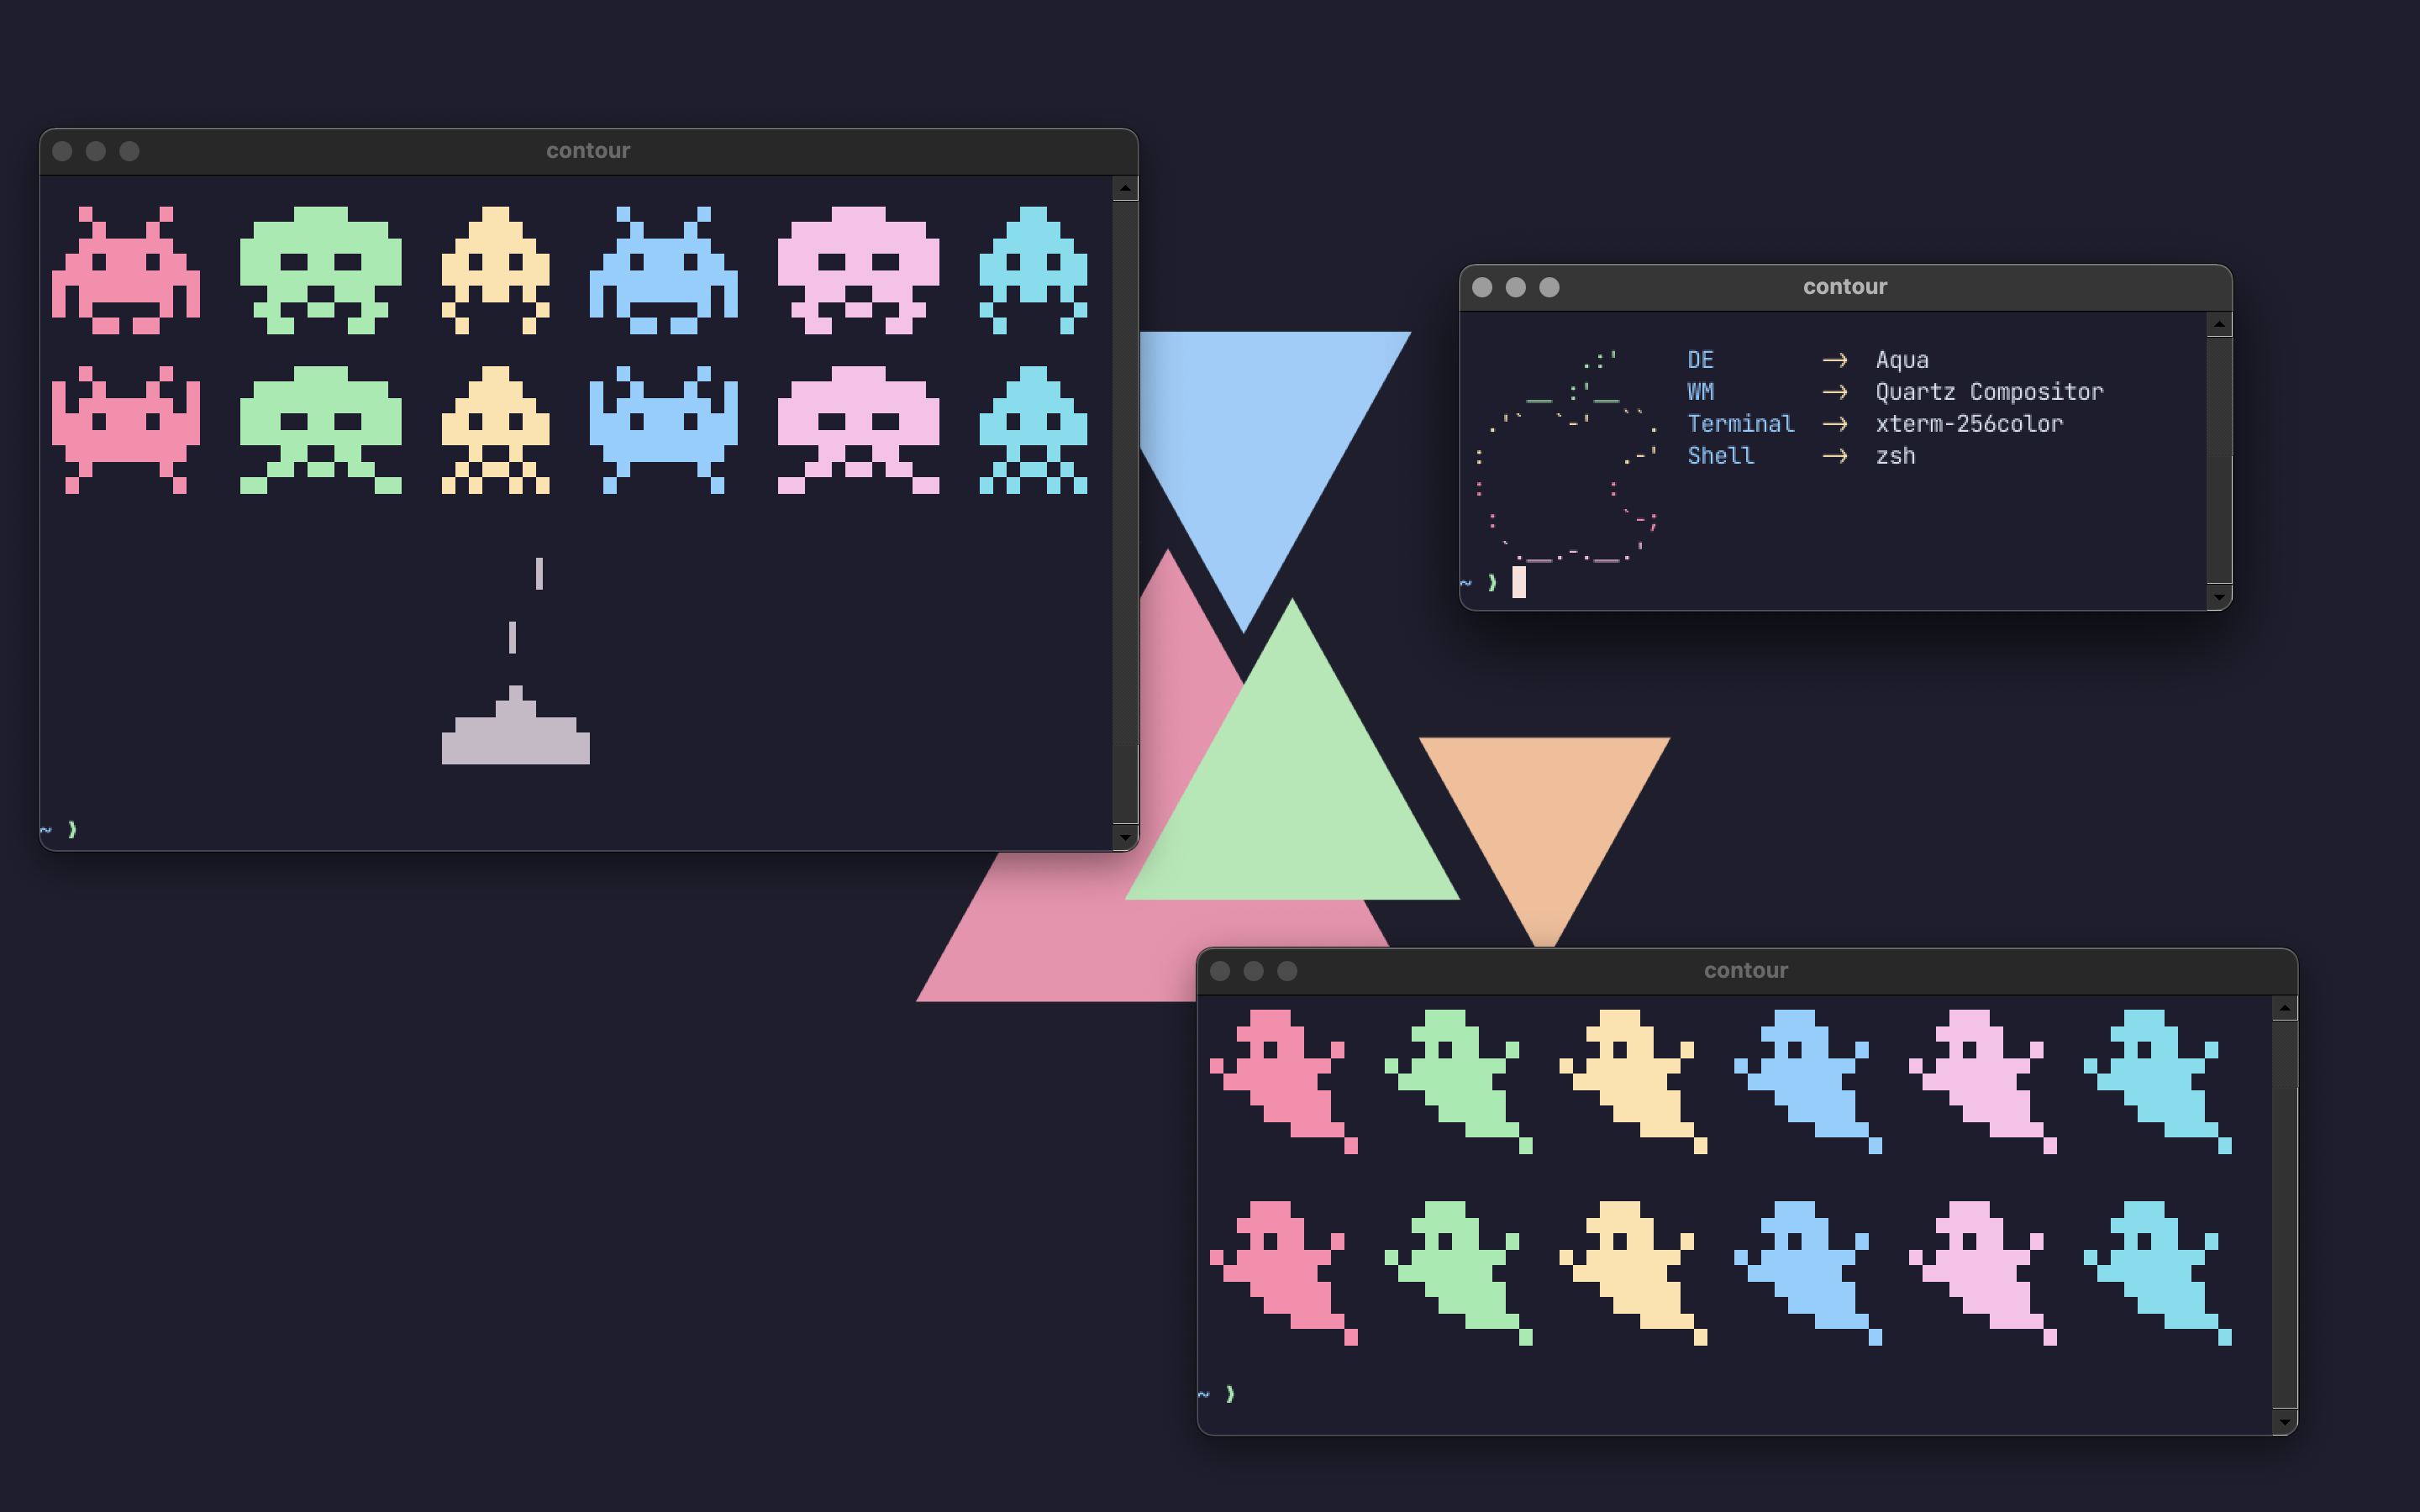 contour
~ ❫
contour
DE → Aqua
WM → Quartz Compositor
Terminal → xterm-256color
Shell → zsh
~ ❫
contour
~ ❫